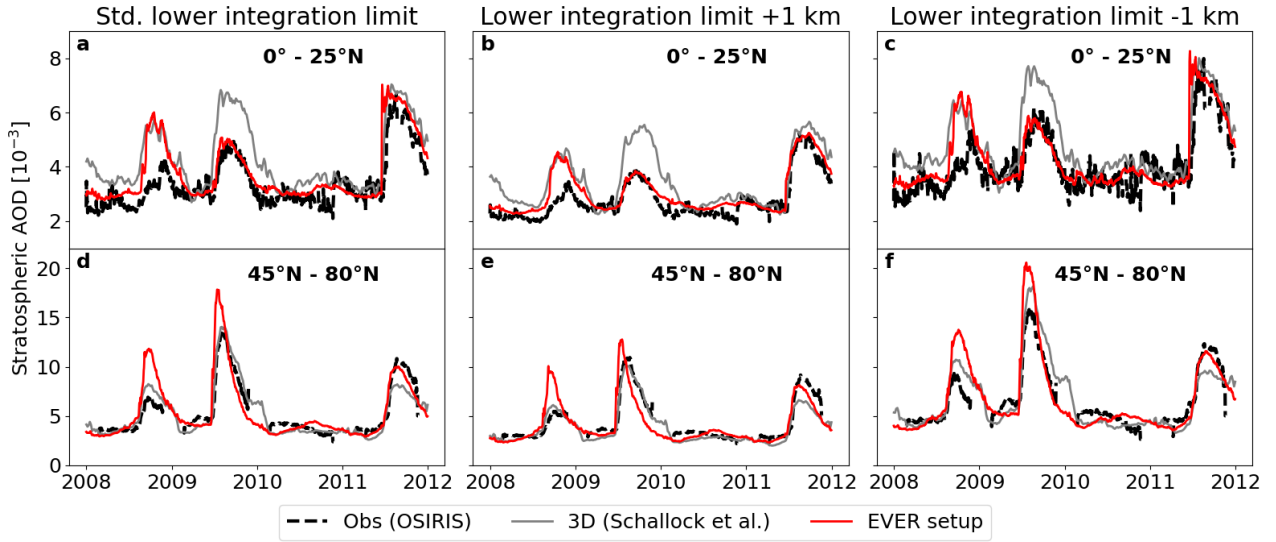 Std. lower integration limit
Lower integration limit +1 km
Lower integration limit -1 km
Stratospheric AOD [10⁻³]
a
0° - 25°N
b
0° - 25°N
c
0° - 25°N
8
6
4
2
d
45°N - 80°N
e
45°N - 80°N
f
45°N - 80°N
20
15
10
5
0
2008 2009 2010 2011 2012
2008 2009 2010 2011 2012
2008 2009 2010 2011 2012
Obs (OSIRIS) 3D (Schallock et al.) EVER setup